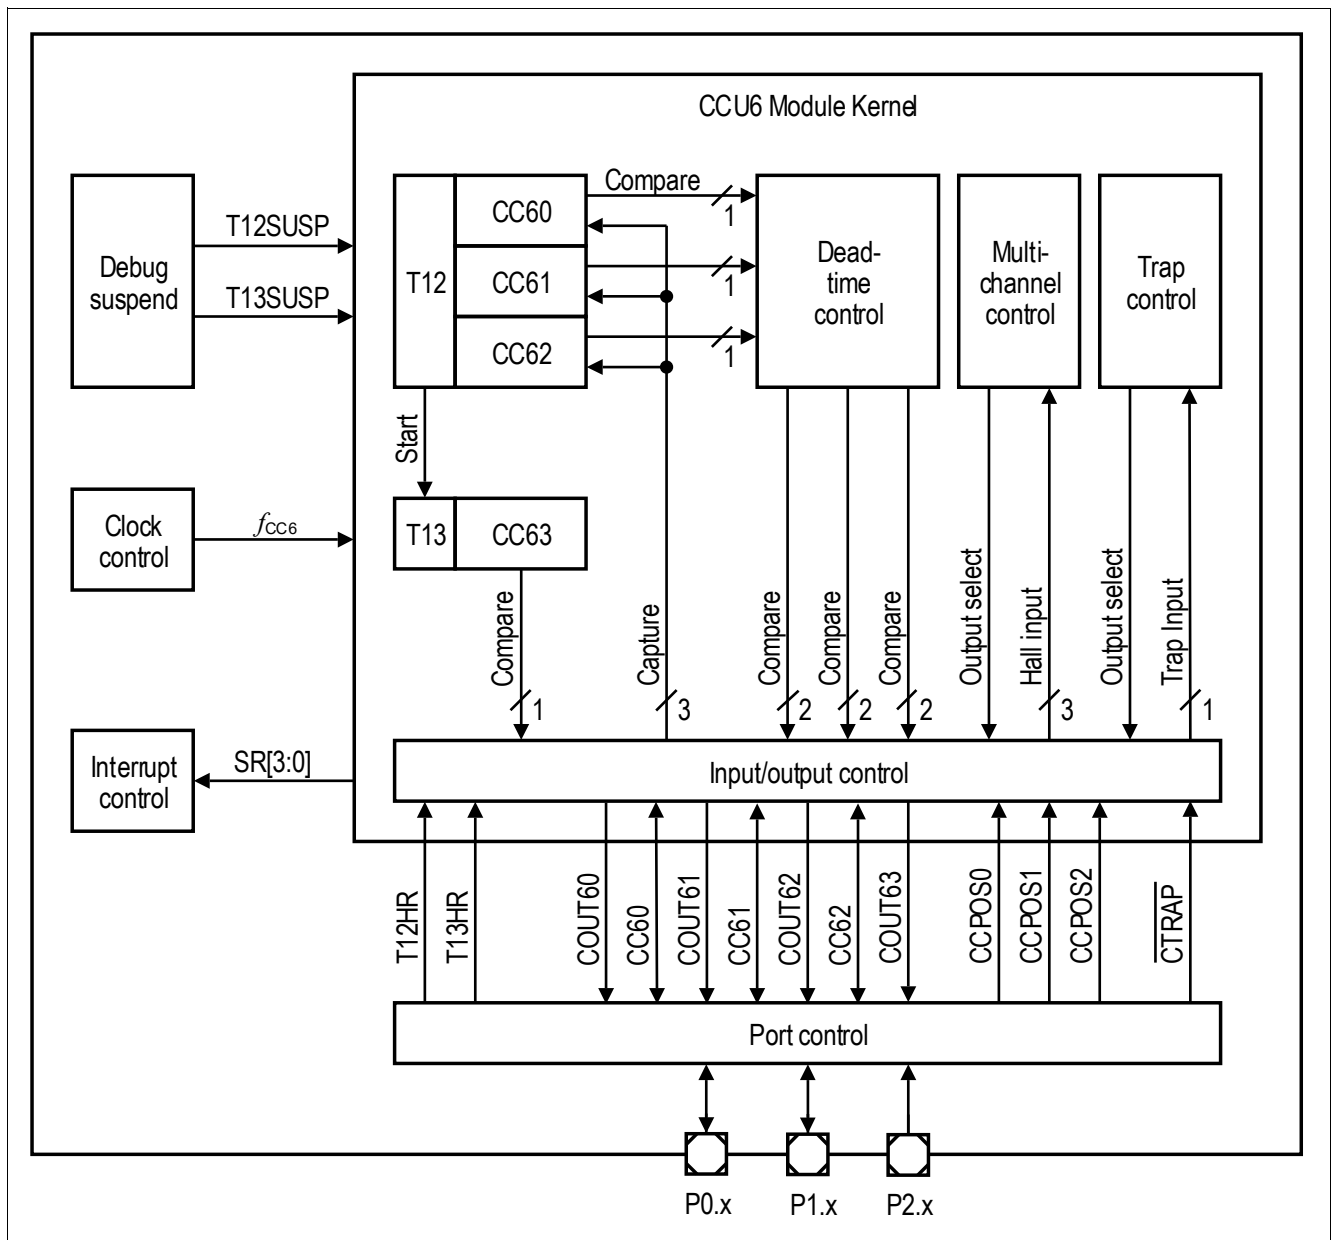 CCU6 Module Kernel
Debug
suspend
T12SUSP
T13SUSP
T12
CC60
CC61
CC62
Compare
1
1
1
Dead-
time
control
Multi-
channel
control
Trap
control
Start
T13
CC63
Clock
control
fCC6
Compare
1
Capture
3
Compare
2
Compare
2
Compare
2
Output select
Hall input
3
Output select
Trap Input
1
Interrupt
control
SR[3:0]
Input/output control
T12HR
T13HR
COUT60
CC60
COUT61
CC61
COUT62
CC62
COUT63
CCPOS0
CCPOS1
CCPOS2
CTRAP
Port control
P0.x
P1.x
P2.x